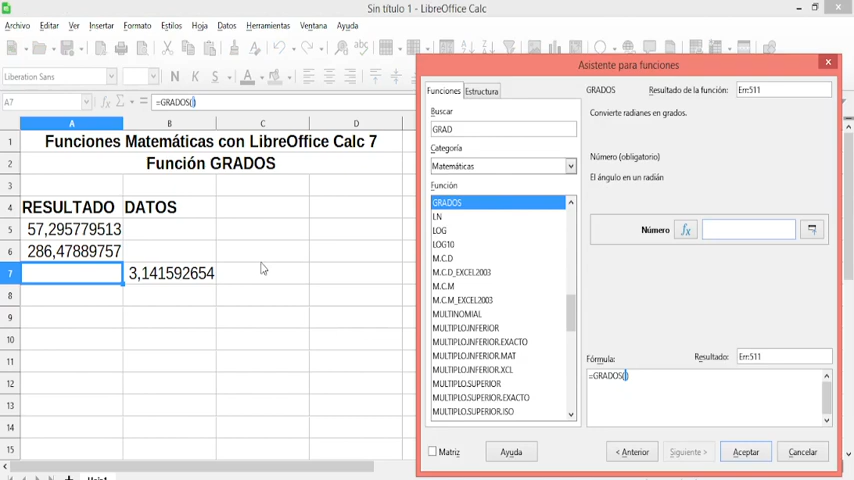 Sin título 1 - LibreOffice Calc
Archivo Editar Ver Insertar Formato Estilos Hoja Datos Herramientas Ventana Ayuda
Liberation Sans
N K S
A7 fx Σ = =GRADOS()
A B C D
1 Funciones Matemáticas con LibreOffice Calc 7
2 Función GRADOS
3
4 RESULTADO DATOS
5 57,295779513
6 286,47889757
7 3,141592654
8
9
10
11
12
13
14
15
Hoja1
Asistente para funciones
Funciones Estructura
Buscar
GRAD
Categoría
Matemáticas
Función
GRADOS
LN
LOG
LOG10
M.C.D
M.C.D_EXCEL2003
M.C.M
M.C.M_EXCEL2003
MULTINOMIAL
MULTIPLO.INFERIOR
MULTIPLO.INFERIOR.EXACTO
MULTIPLO.INFERIOR.MAT
MULTIPLO.INFERIOR.XCL
MULTIPLO.SUPERIOR
MULTIPLO.SUPERIOR.EXACTO
MULTIPLO.SUPERIOR.ISO
GRADOS Resultado de la función: Err:511
Convierte radianes en grados.
Número (obligatorio)
El ángulo en un radián
Número fx
Fórmula: Resultado: Err:511
=GRADOS()
Matriz Ayuda < Anterior Siguiente > Aceptar Cancelar